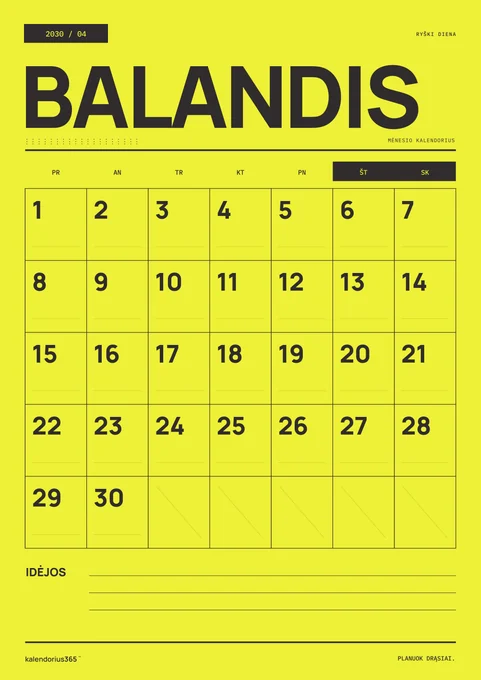 2030 / 04
RYŠKI DIENA
BALANDIS
MĖNESIO KALENDORIUS
PR AN TR KT PN ŠT SK
1 2 3 4 5 6 7
8 9 10 11 12 13 14
15 16 17 18 19 20 21
22 23 24 25 26 27 28
29 30
IDĖJOS
kalendorius365
PLANUOK DRĄSIAI.